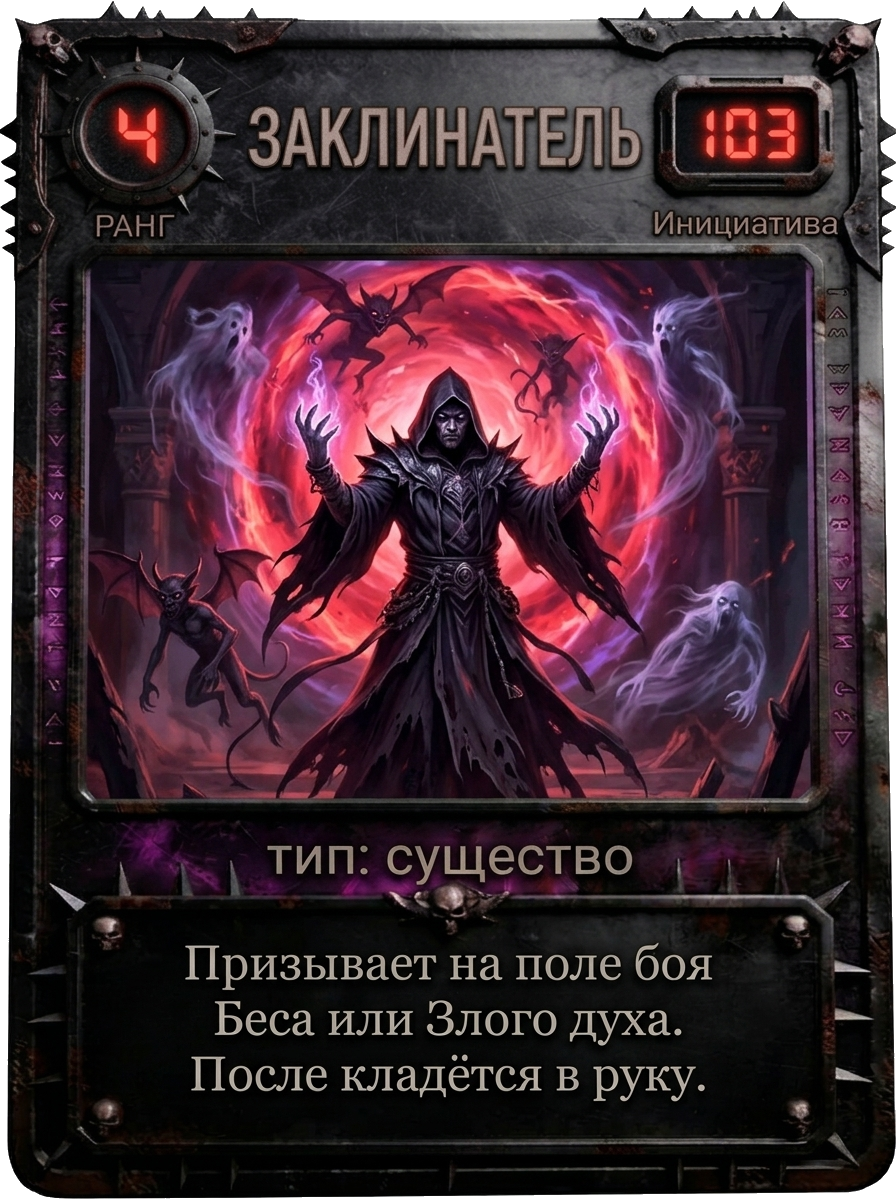 4
ЗАКЛИНАТЕЛЬ
103
РАНГ
Инициатива
тип: существо
Призывает на поле боя
Беса или Злого духа.
После кладётся в руку.